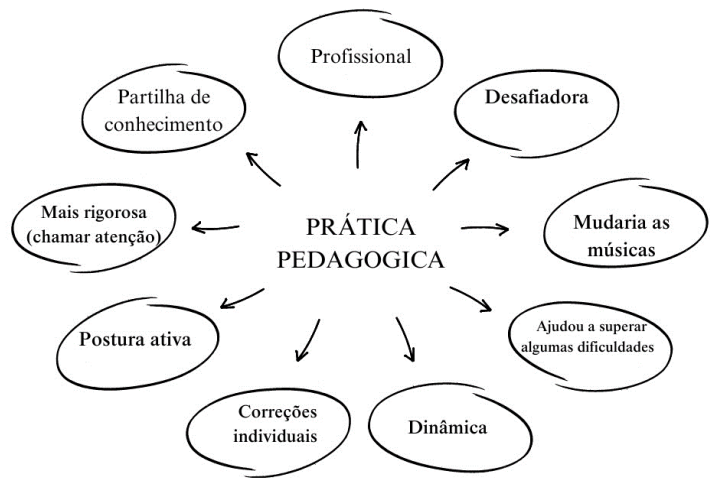 Profissional
Partilha de
conhecimento
Desafiadora
Mais rigorosa
(chamar atenção)
PRÁTICA
PEDAGOGICA
Mudaria as
músicas
Postura ativa
Ajudou a superar
algumas dificuldades
Correções
individuais
Dinâmica